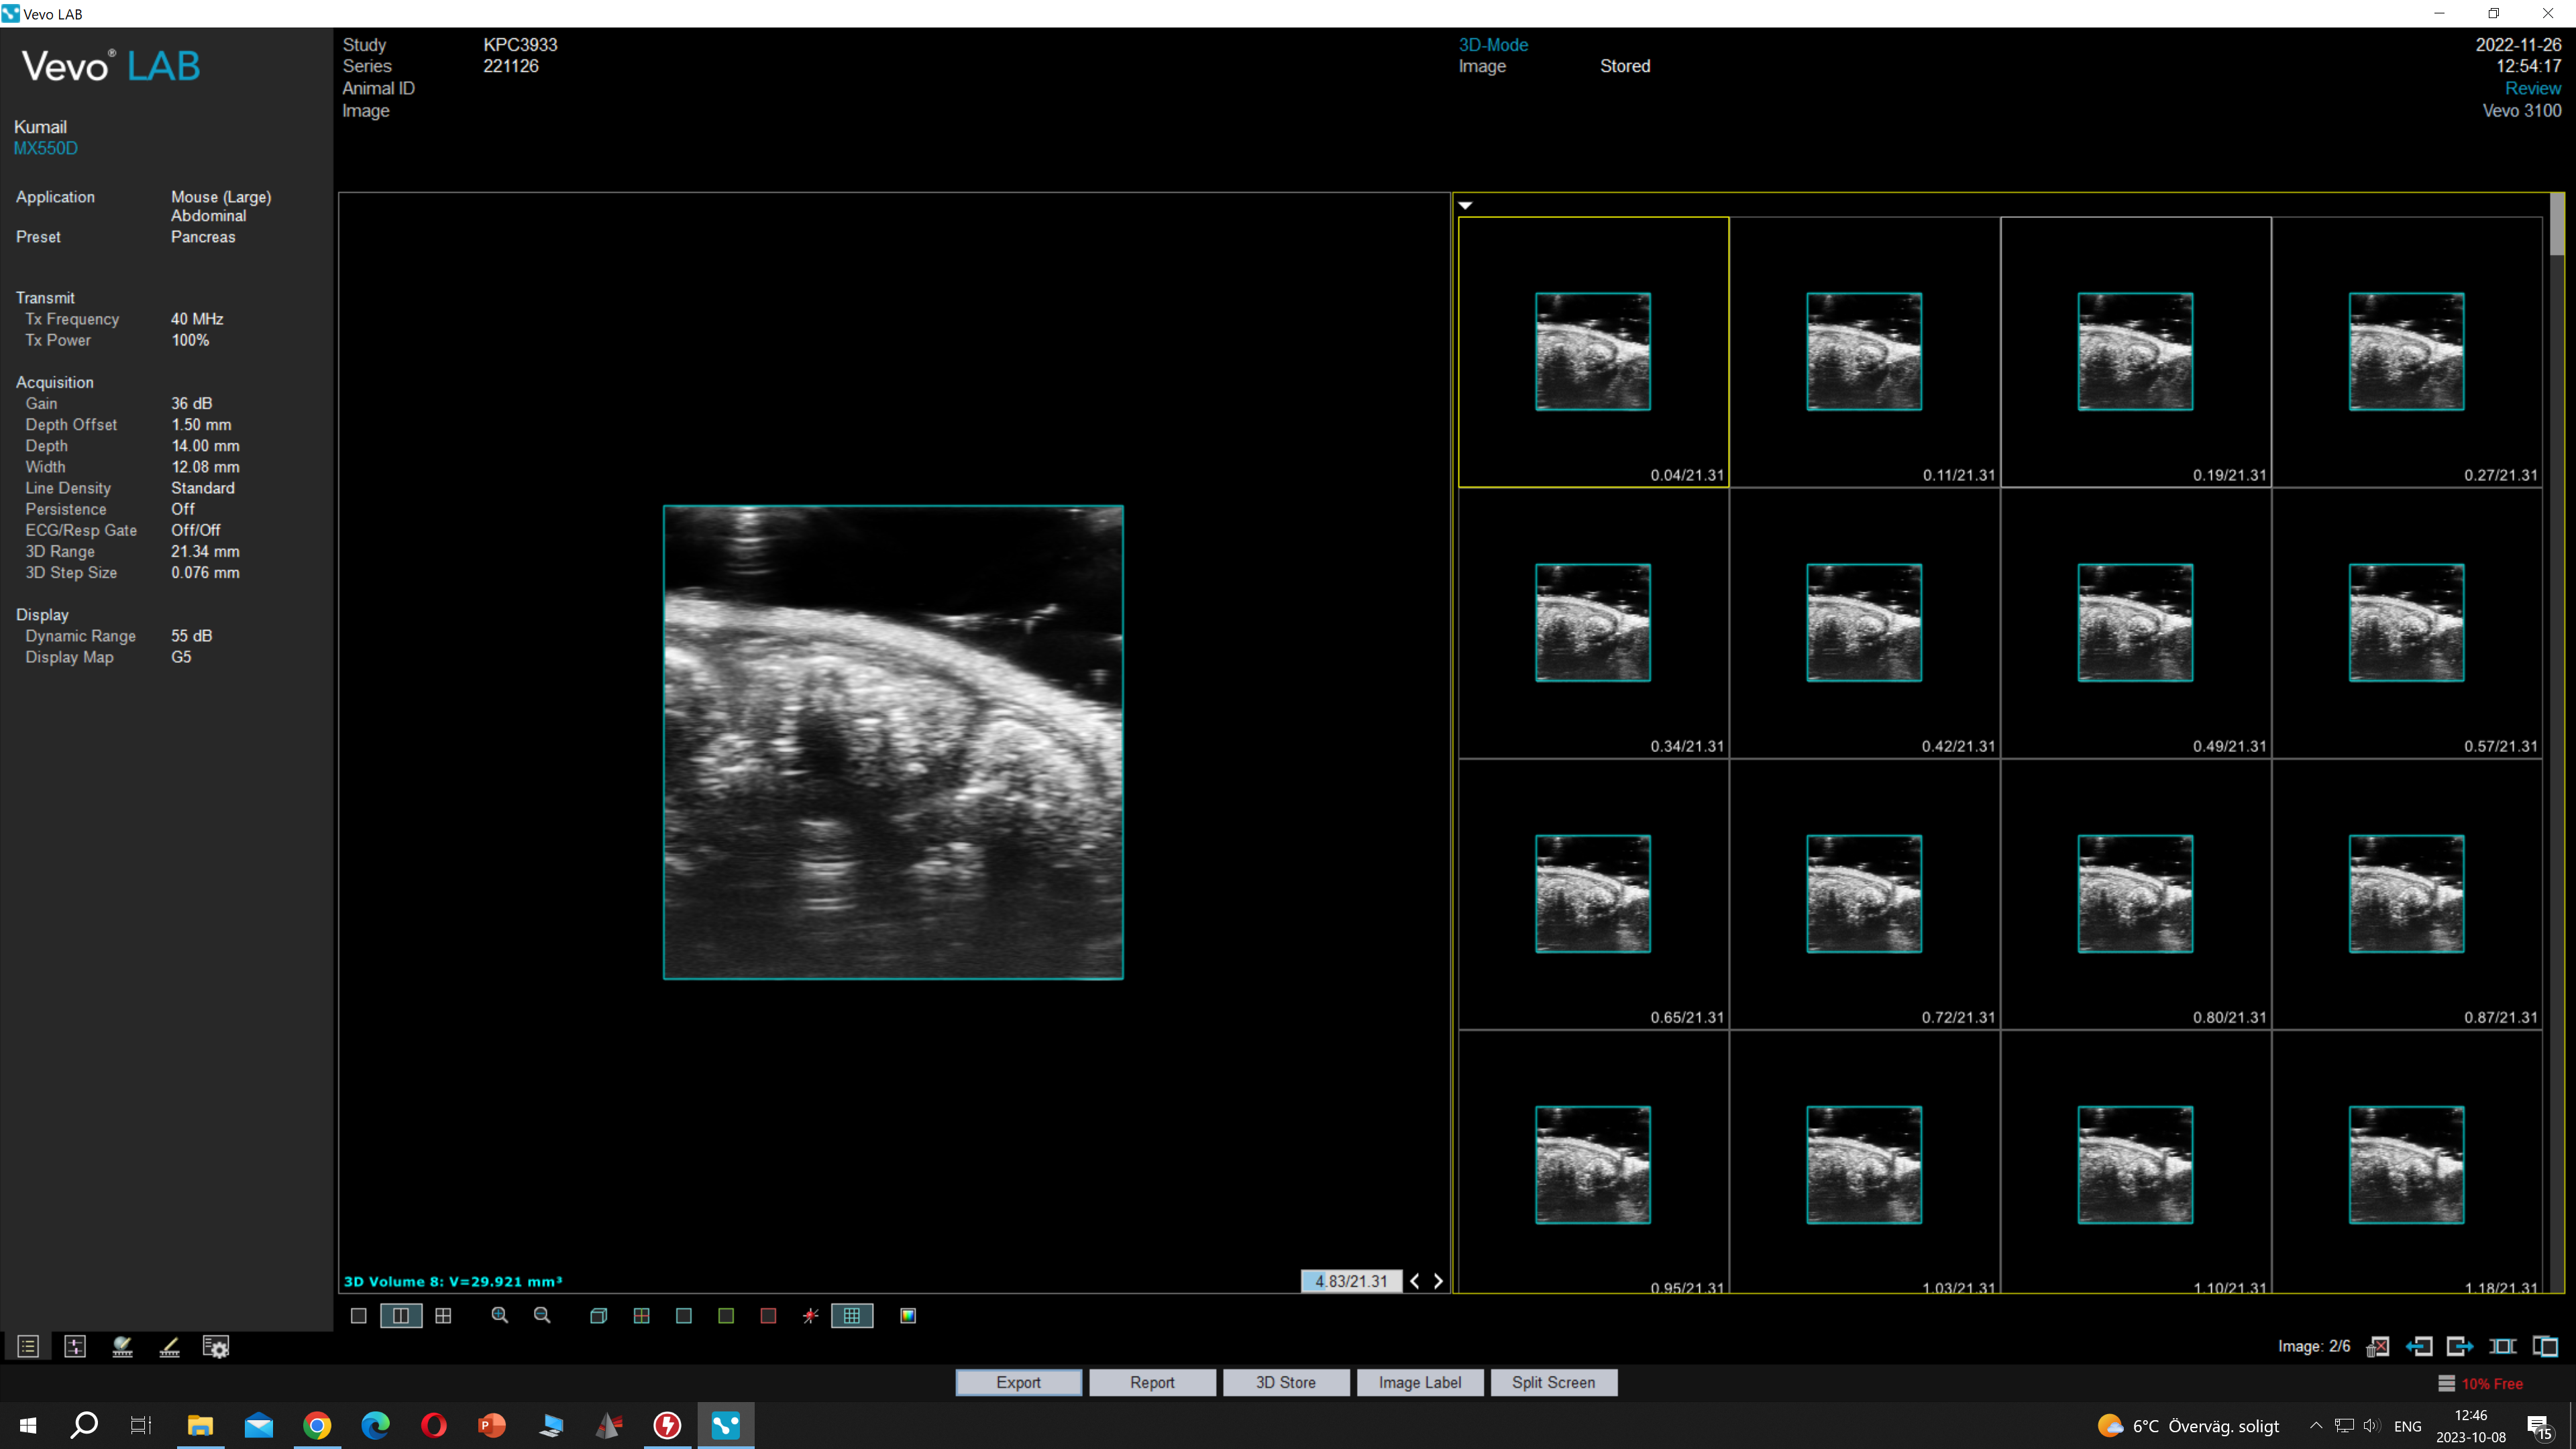 Vevo LAB
Vevo® LAB
Study KPC3933
Series 221126
Animal ID
Image
3D-Mode
Image Stored
2022-11-26
12:54:17
Review
Vevo 3100
Kumail
MX550D
Application Mouse (Large)
Abdominal
Preset Pancreas
Transmit
Tx Frequency 40 MHz
Tx Power 100%
Acquisition
Gain 36 dB
Depth Offset 1.50 mm
Depth 14.00 mm
Width 12.08 mm
Line Density Standard
Persistence Off
ECG/Resp Gate Off/Off
3D Range 21.34 mm
3D Step Size 0.076 mm
Display
Dynamic Range 55 dB
Display Map G5
0.04/21.31 0.11/21.31 0.19/21.31 0.27/21.31
0.34/21.31 0.42/21.31 0.49/21.31 0.57/21.31
0.65/21.31 0.72/21.31 0.80/21.31 0.87/21.31
0.95/21.31 1.03/21.31 1.10/21.31 1.18/21.31
3D Volume 8: V=29.921 mm³
4.83/21.31
Image: 2/6
Export Report 3D Store Image Label Split Screen
10% Free
6°C Överväg. soligt
ENG
12:46
2023-10-08
15